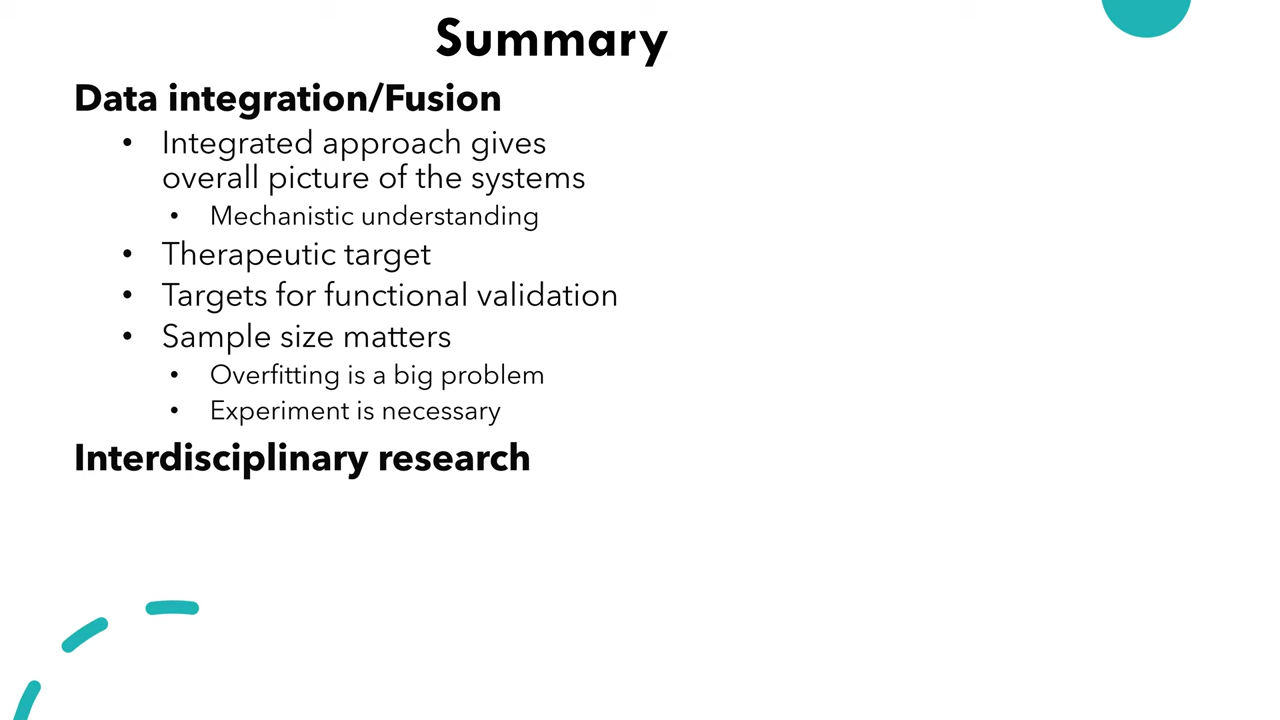 Summary
Data integration/Fusion
• Integrated approach gives
overall picture of the systems
• Mechanistic understanding
• Therapeutic target
• Targets for functional validation
• Sample size matters
• Overfitting is a big problem
• Experiment is necessary
Interdisciplinary research